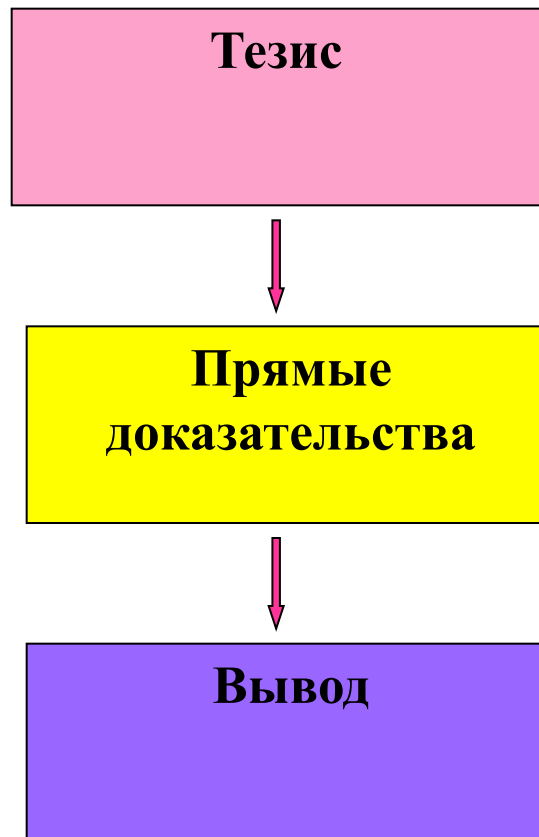 Тезис
Прямые
доказательства
Вывод